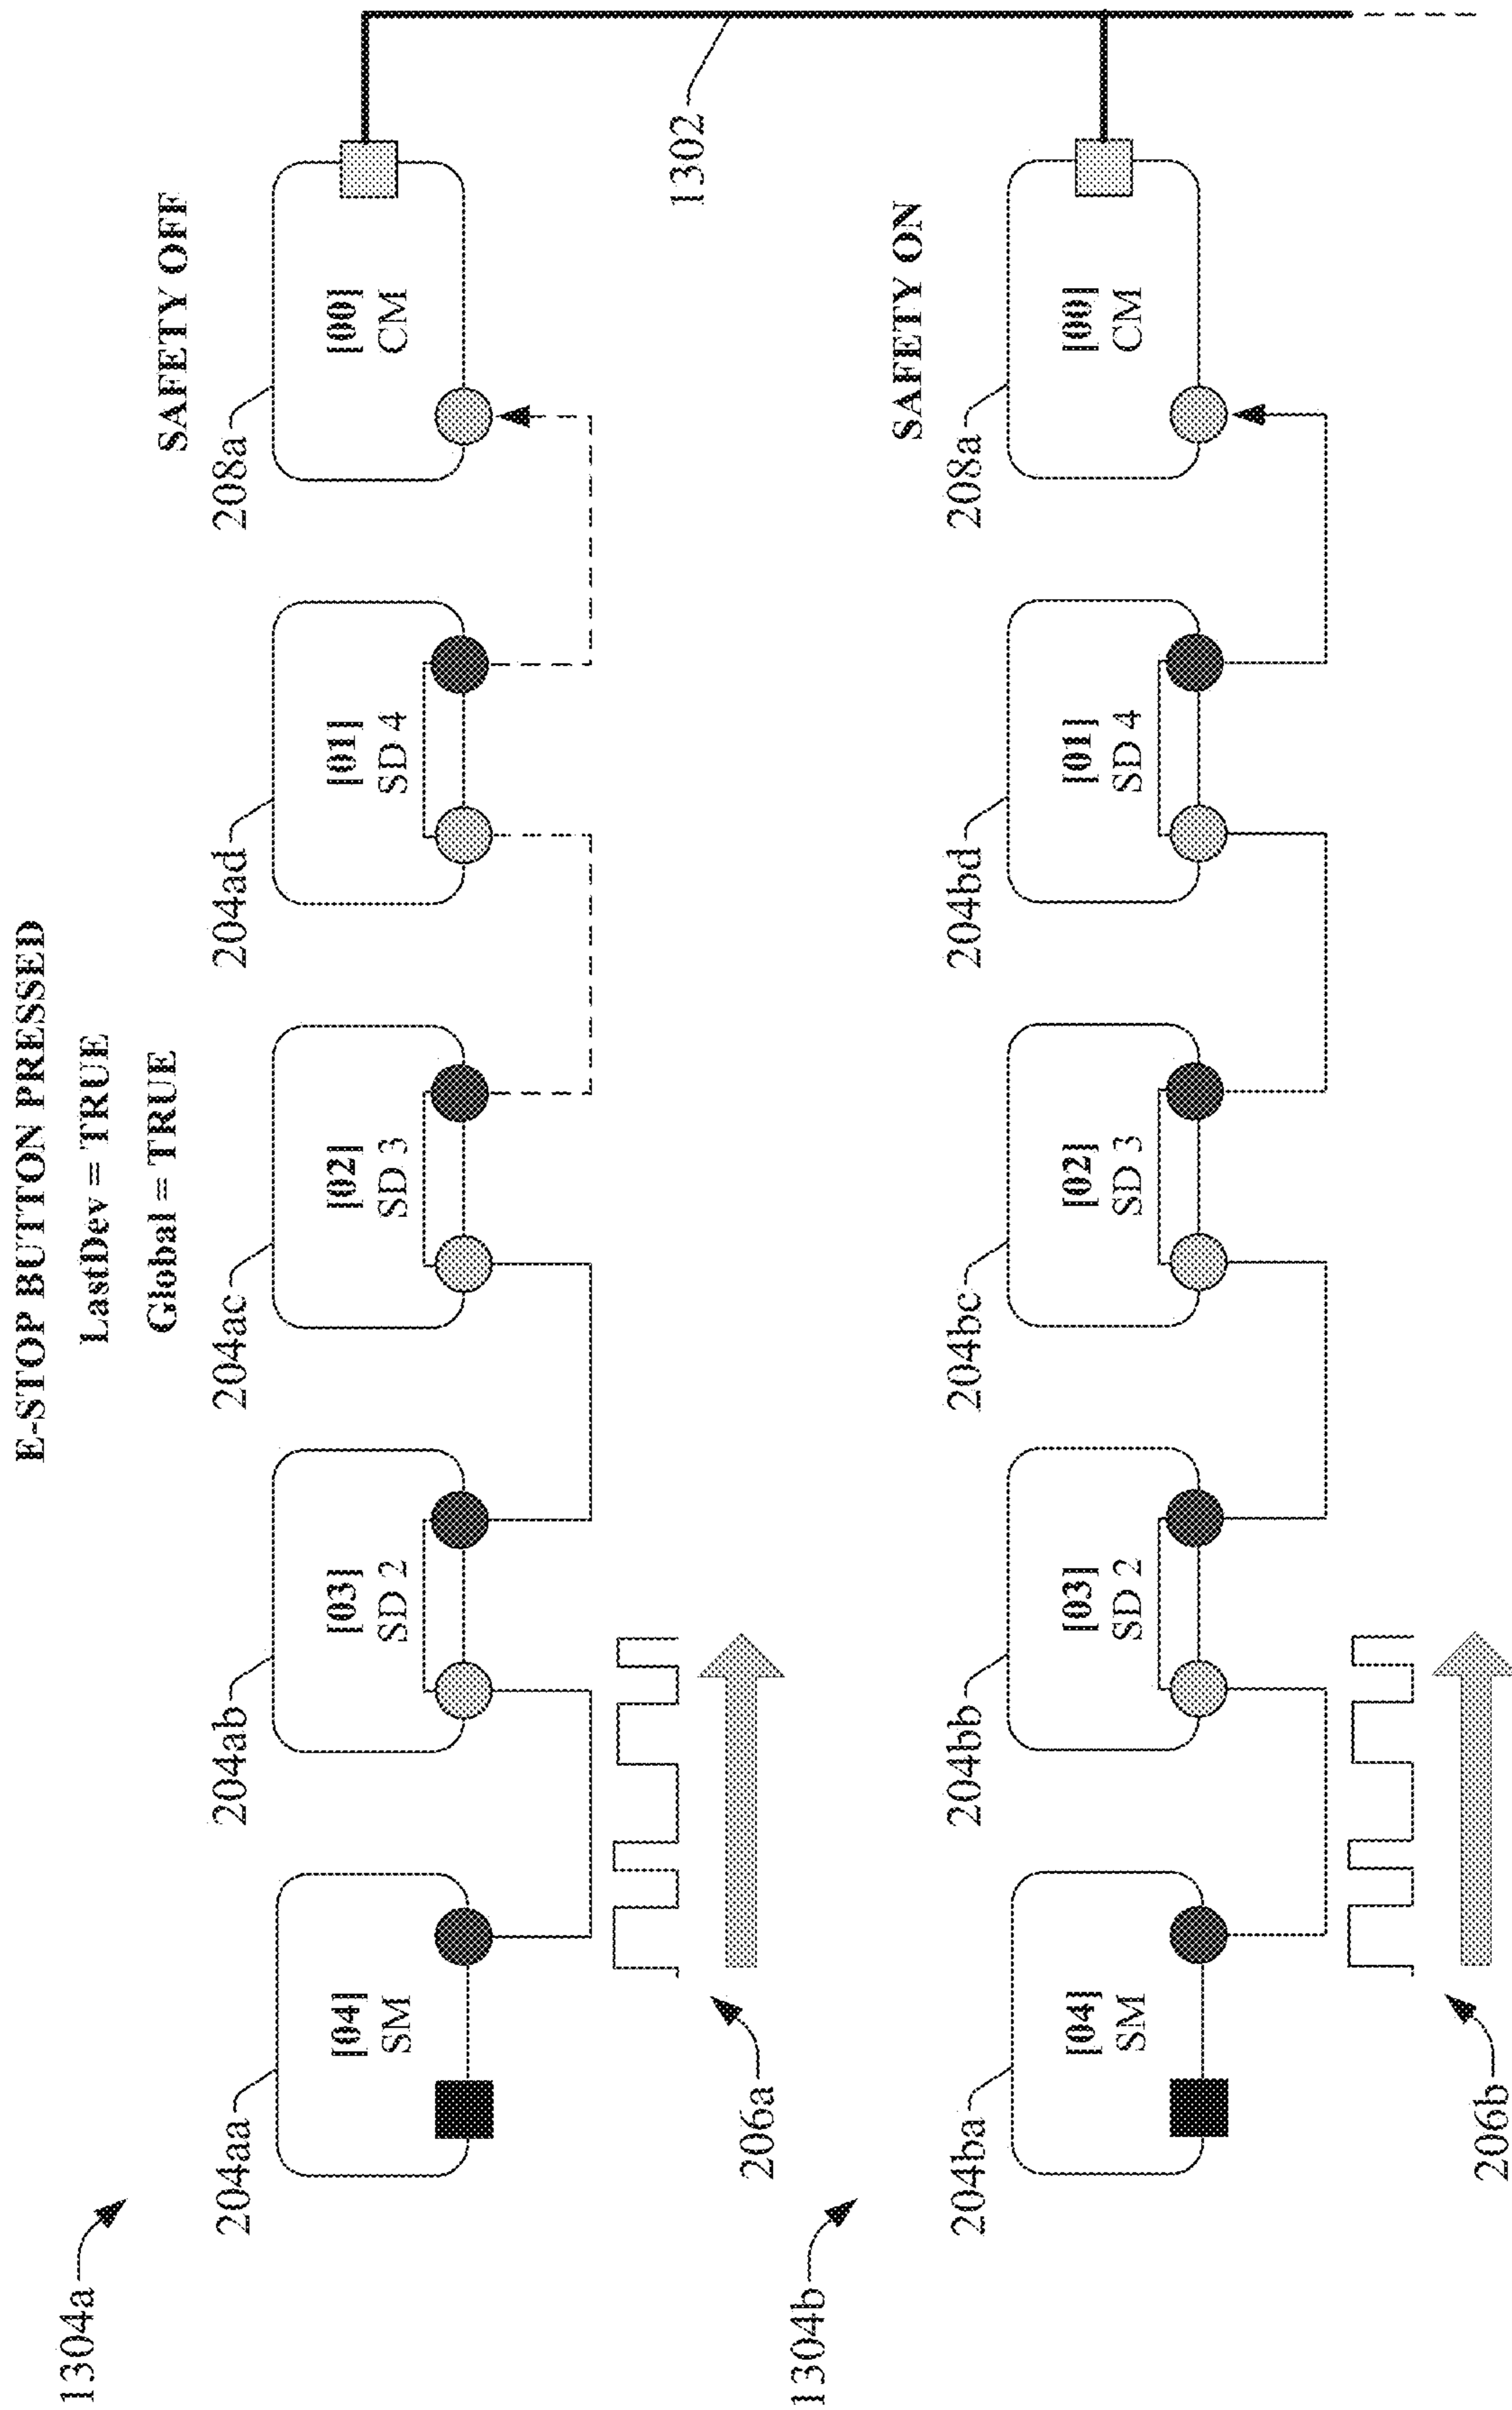 E-STOP BUTTON PRESSED
LastDev = TRUE
Global = TRUE
1304a
SAFETY OFF
204aa
204ab
204ac
204ad
208a
[04]
SM
[03]
SD 2
[02]
SD 3
[01]
SD 4
[00]
CM
206a
1302
1304b
SAFETY ON
204ba
204bb
204bc
204bd
208a
[04]
SM
[03]
SD 2
[02]
SD 3
[01]
SD 4
[00]
CM
206b